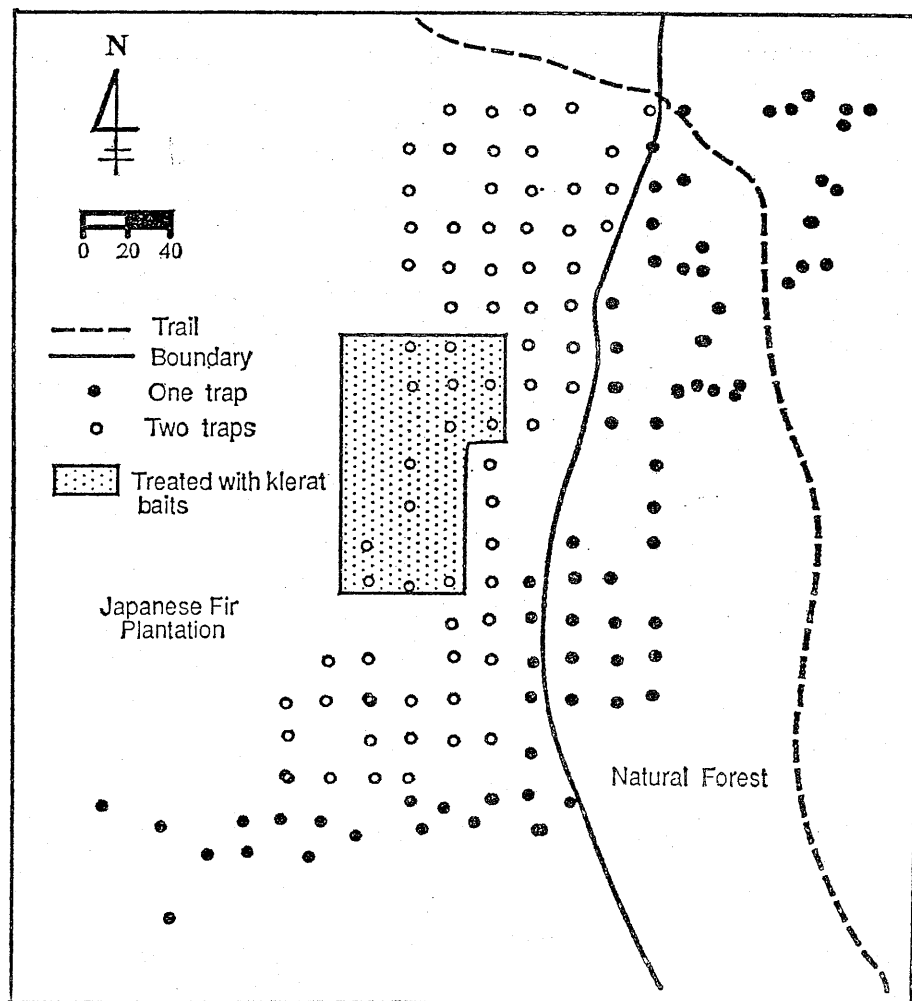 N
0 20 40
Trail
Boundary
One trap
Two traps
Treated with klerat
baits
Japanese Fir
Plantation
Natural Forest